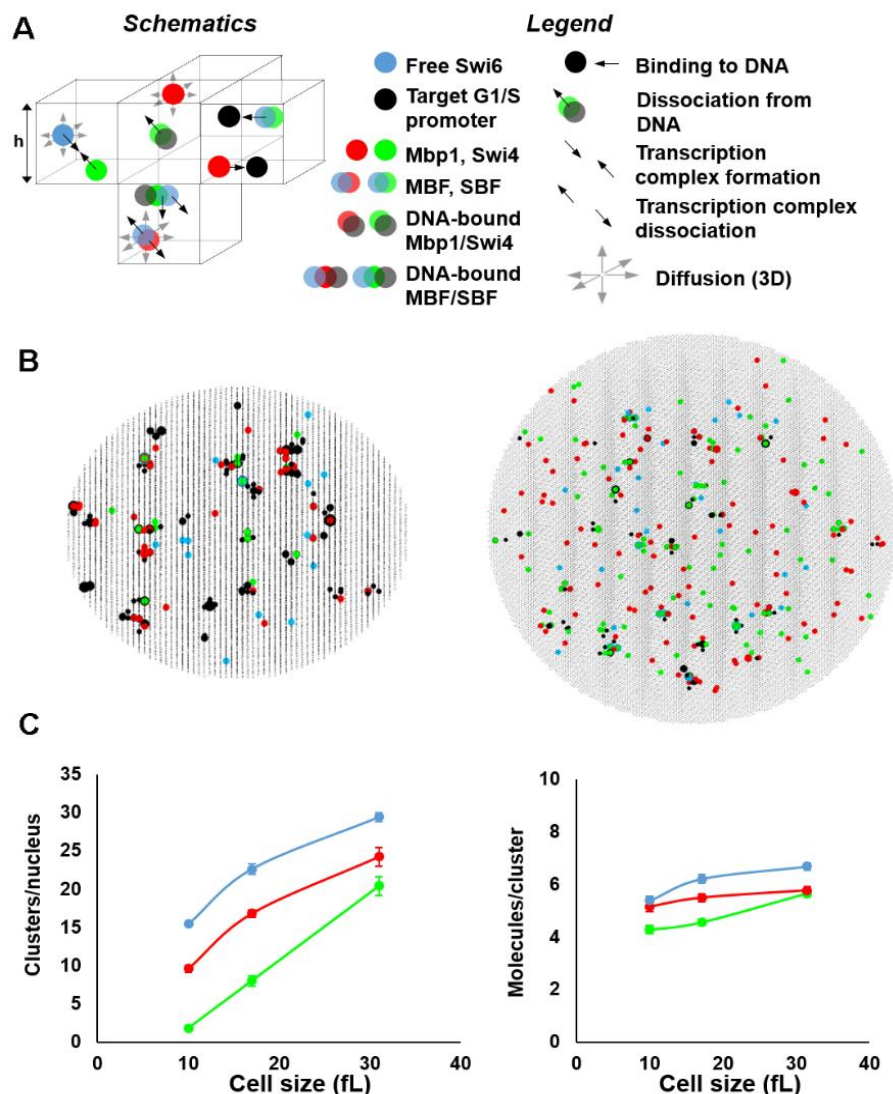 A
Schematics
Legend
h
Free Swi6
Target G1/S
promoter
Mbp1, Swi4
MBF, SBF
DNA-bound
Mbp1/Swi4
DNA-bound
MBF/SBF
Binding to DNA
Dissociation from
DNA
Transcription
complex formation
Transcription complex
dissociation
Diffusion (3D)
B
C
Clusters/nucleus
35
30
25
20
15
10
5
0
0 10 20 30 40
Cell size (fL)
Molecules/cluster
10
8
6
4
2
0
0 10 20 30 40
Cell size (fL)